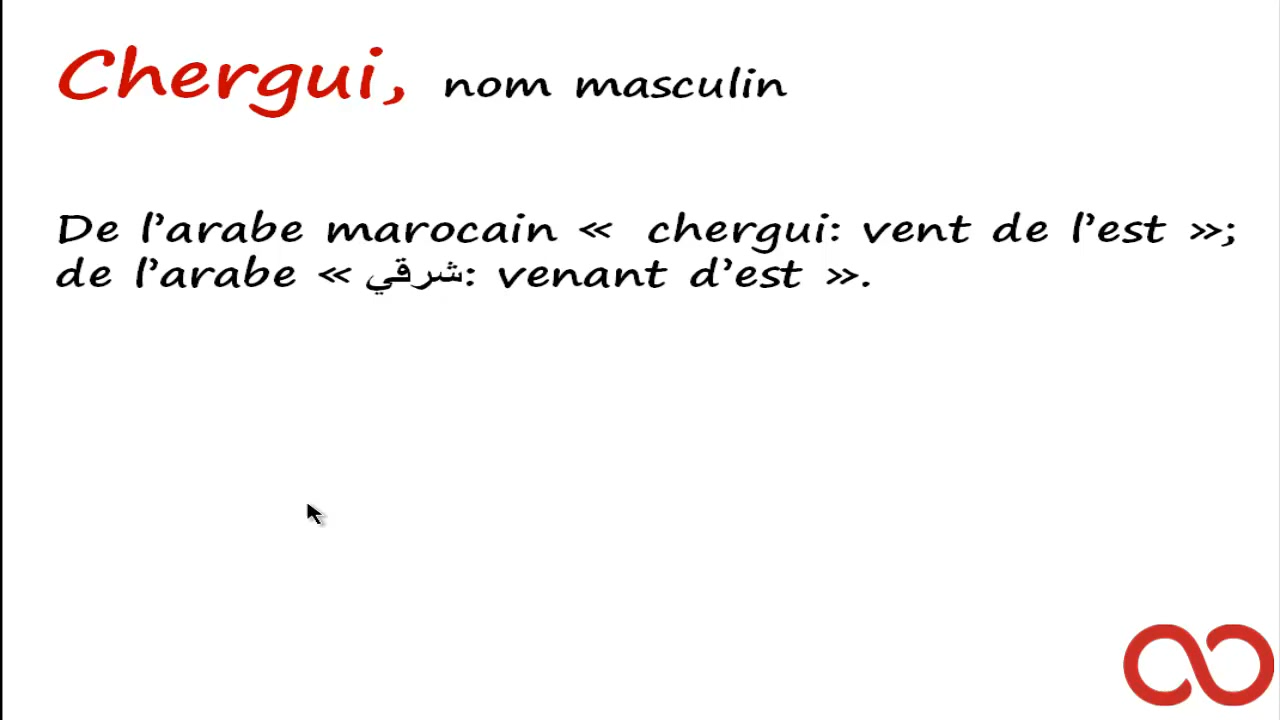 Chergui, nom masculin
De l’arabe marocain « chergui: vent de l’est »;
de l’arabe « شرقي: venant d’est ».